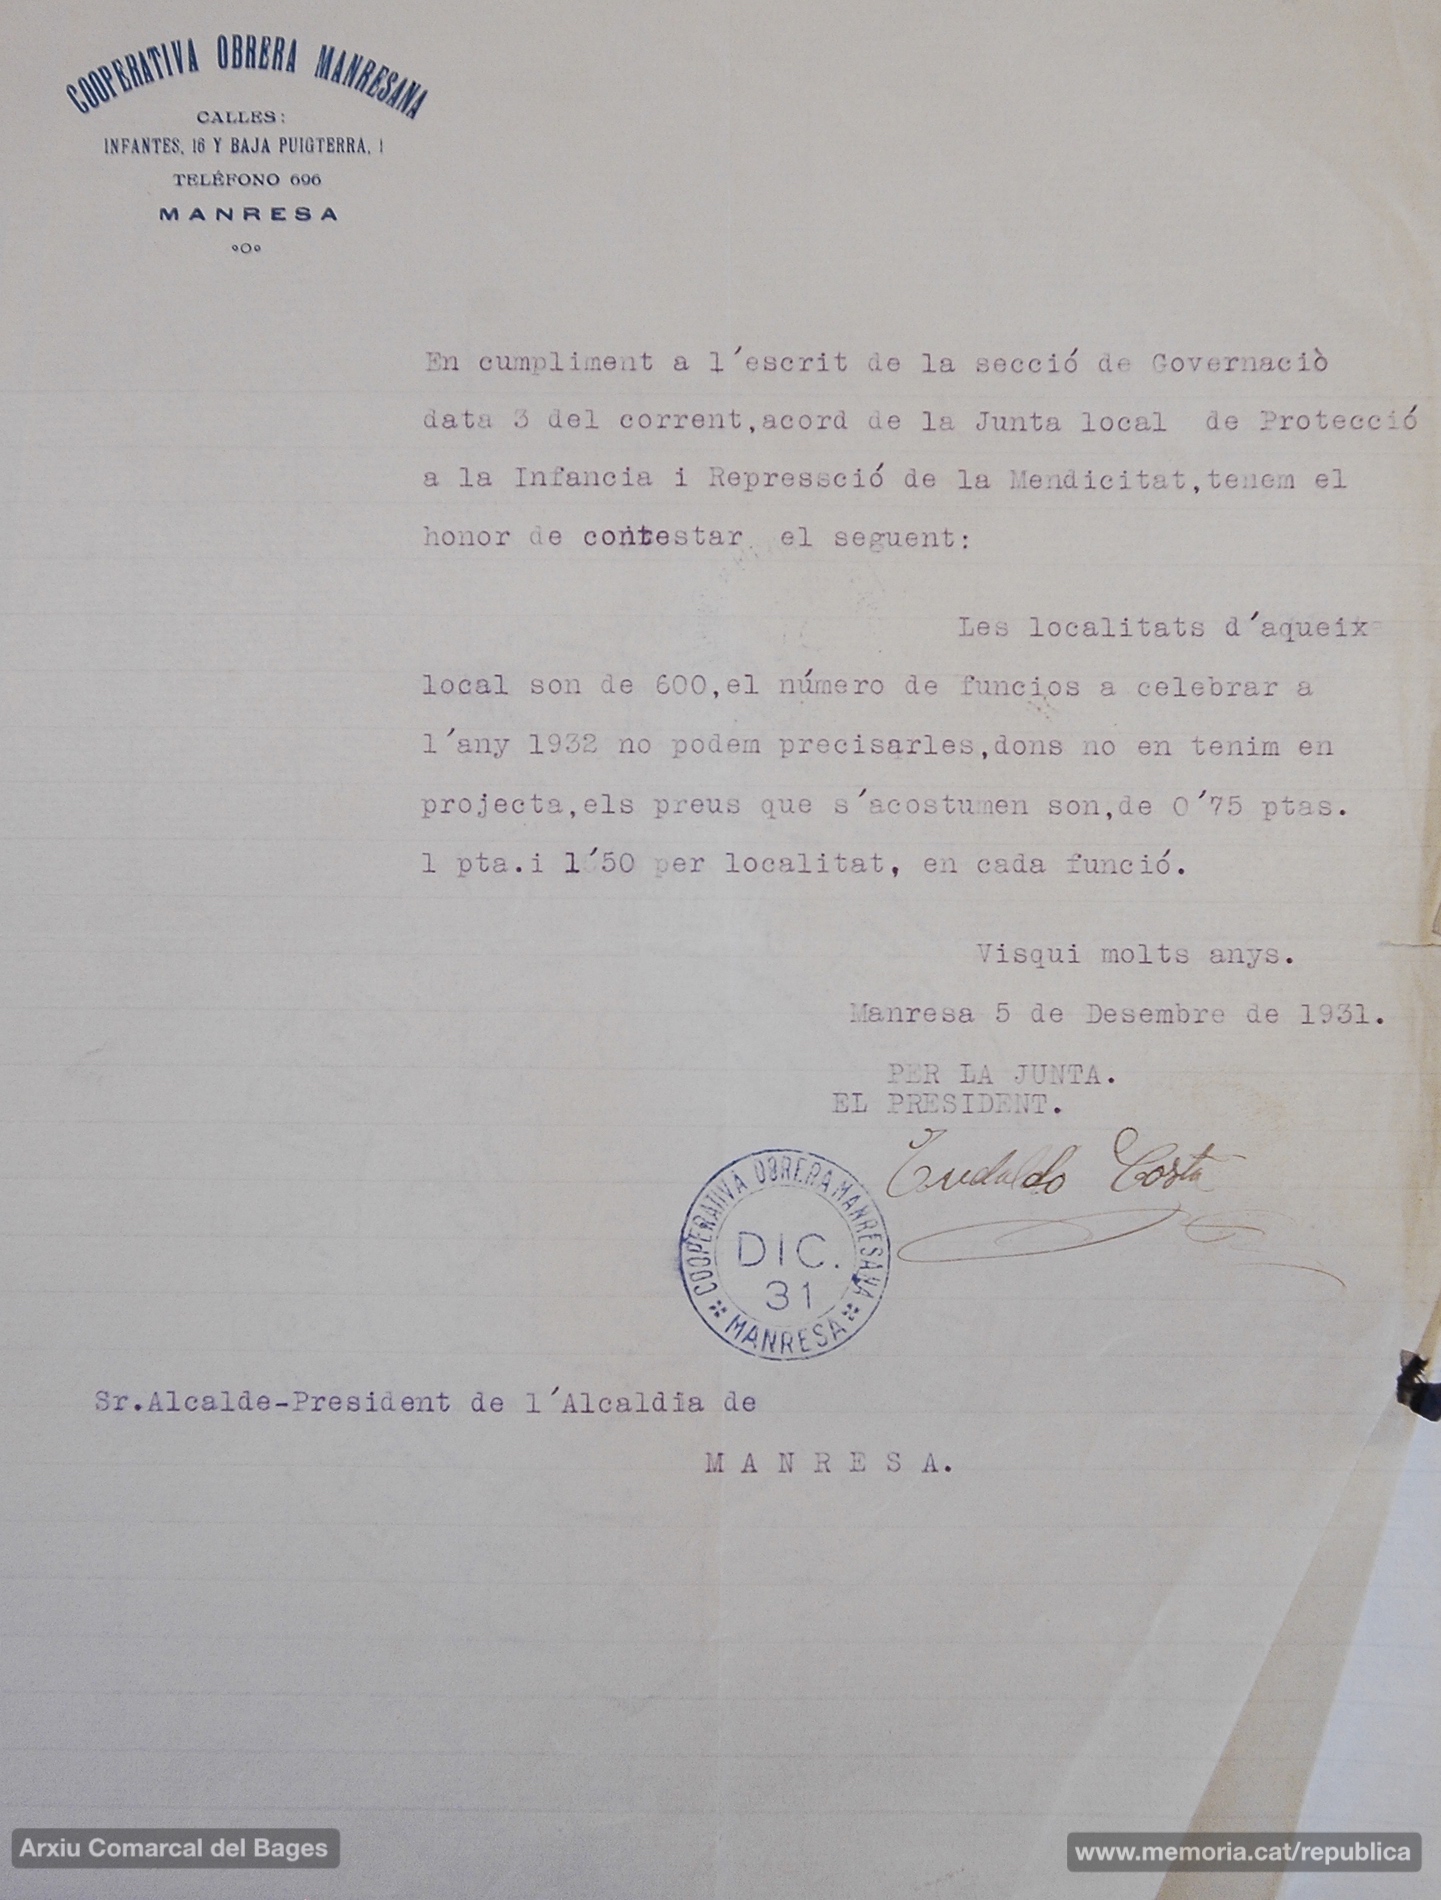 COOPERATIVA OBRERA MANRESANA
CALLES:
INFANTES, 16 Y BAJA PUIGTERRA, 1
TELÉFONO 696
MANRESA
En cumpliment a l'escrit de la secció de Governaciò
data 3 del corrent,acord de la Junta local de Protecció
a la Infancia i Represscció de la Mendicitat,tenem el
honor de contestar el seguent:
Les localitats d'aqueix
local son de 600,el número de funcios a celebrar a
l'any 1932 no podem precisarles,dons no en tenim en
projecta,els preus que s'acostumen son,de 0'75 ptas.
1 pta.i 1'50 per localitat, en cada funció.
Visqui molts anys.
Manresa 5 de Desembre de 1931.
PER LA JUNTA.
EL PRESIDENT.
Costa
COOPERATIVA OBRERA MANRESANA
DIC.
31
MANRESA
Sr.Alcalde-President de l'Alcaldia de
M A N R E S A.
Arxiu Comarcal del Bages
www.memoria.cat/republica